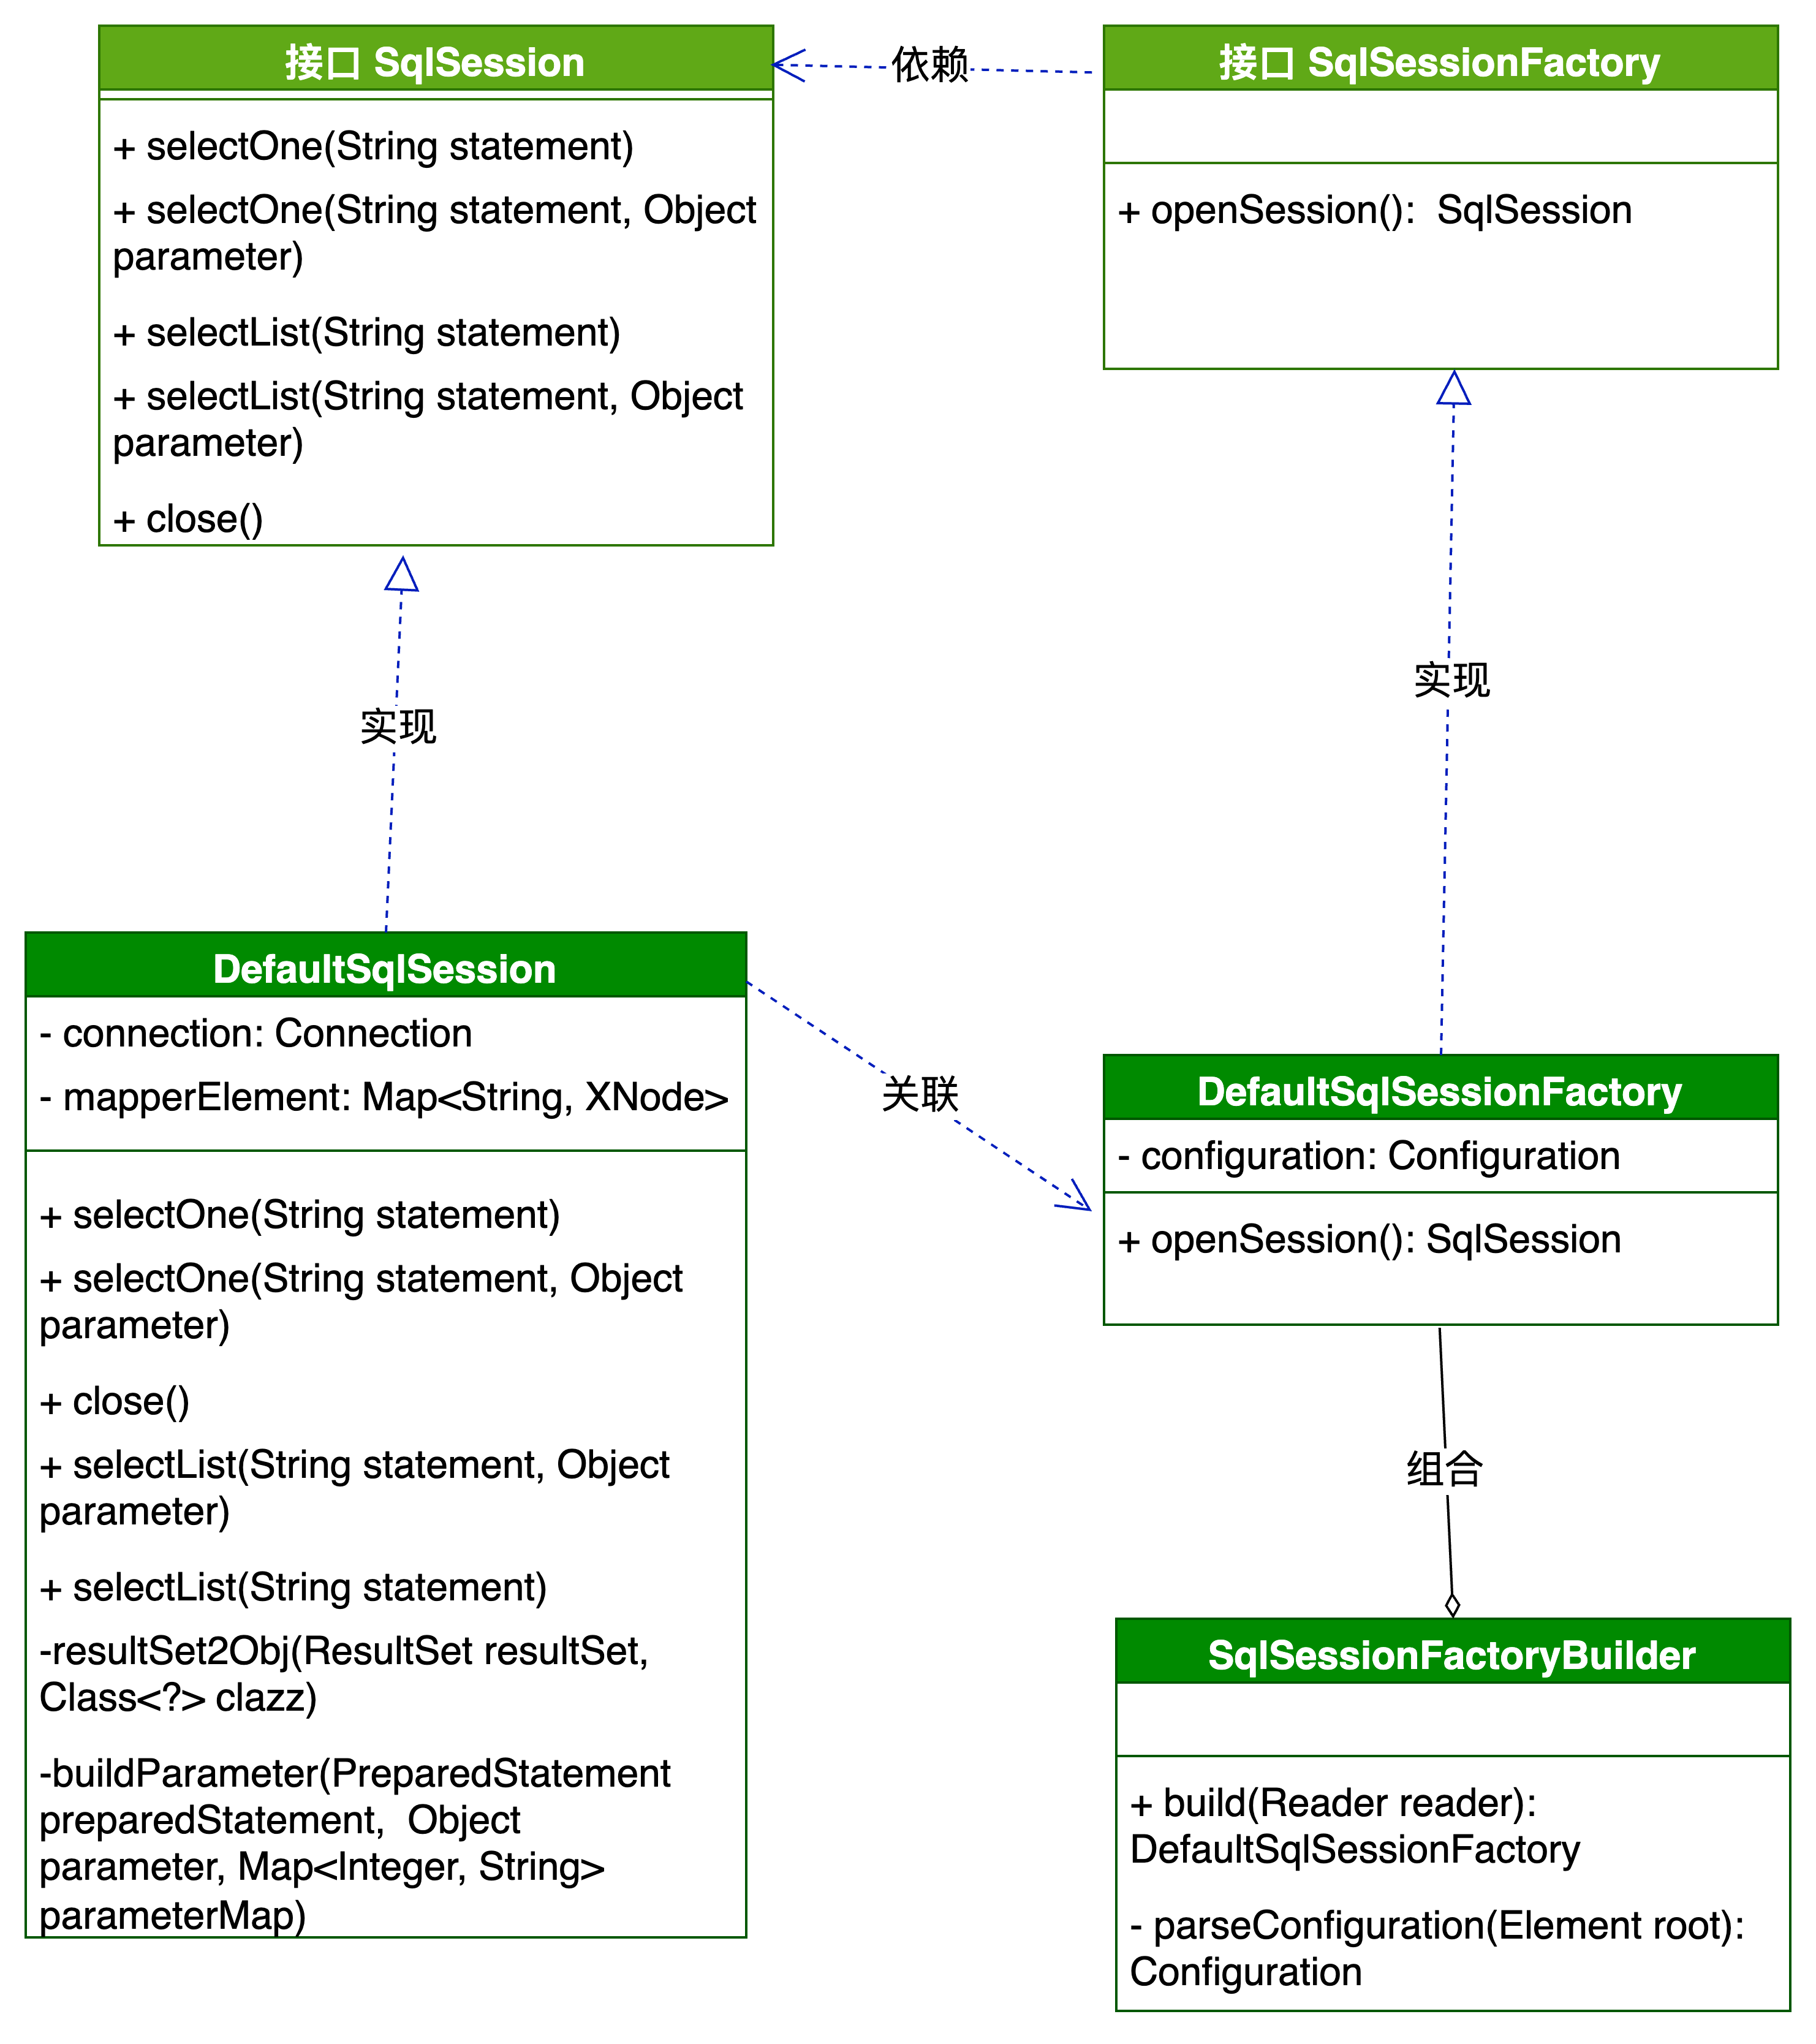 接口 SqlSession
+ selectOne(String statement)
+ selectOne(String statement, Object
parameter)
+ selectList(String statement)
+ selectList(String statement, Object
parameter)
+ close()
依赖
接口 SqlSessionFactory
+ openSession():  SqlSession
实现
实现
DefaultSqlSession
- connection: Connection
- mapperElement: Map<String, XNode>
+ selectOne(String statement)
+ selectOne(String statement, Object
parameter)
+ close()
+ selectList(String statement, Object
parameter)
+ selectList(String statement)
-resultSet2Obj(ResultSet resultSet,
Class<?> clazz)
-buildParameter(PreparedStatement
preparedStatement,  Object
parameter, Map<Integer, String>
parameterMap)
关联
DefaultSqlSessionFactory
- configuration: Configuration
+ openSession(): SqlSession
组合
SqlSessionFactoryBuilder
+ build(Reader reader):
DefaultSqlSessionFactory
- parseConfiguration(Element root):
Configuration